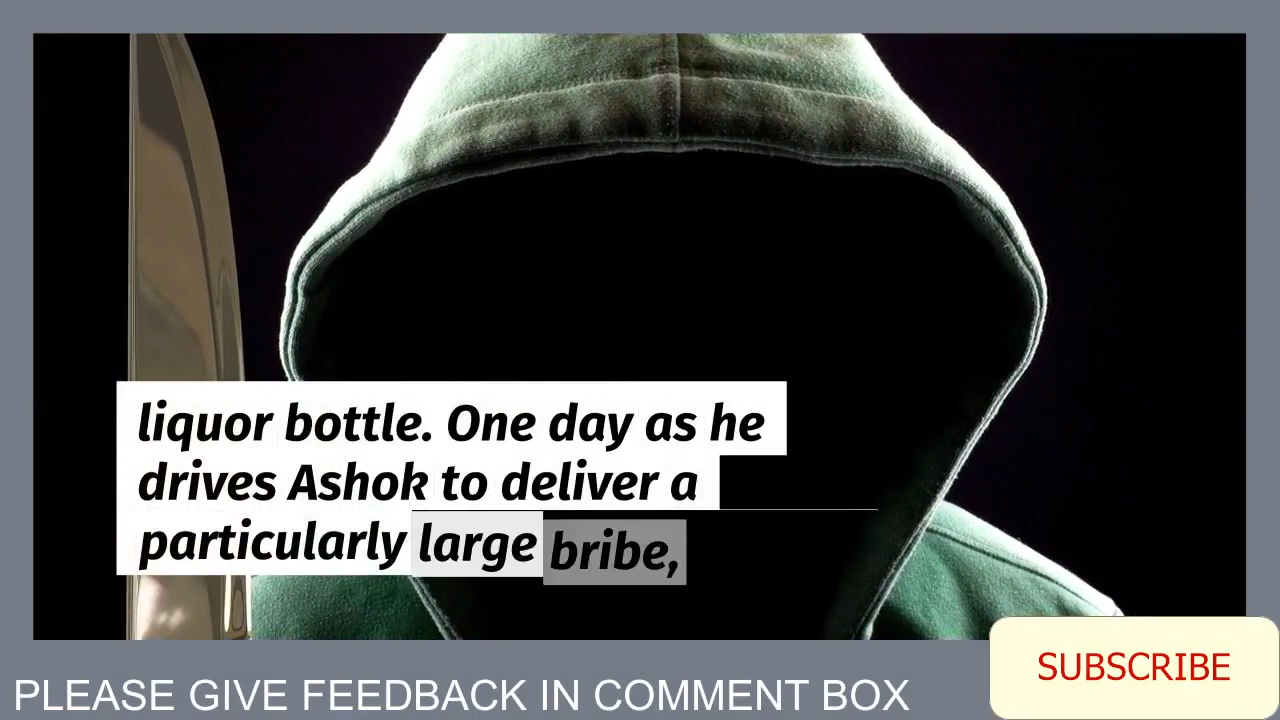 liquor bottle. One day as he
drives Ashok to deliver a
particularly large bribe,
SUBSCRIBE
PLEASE GIVE FEEDBACK IN COMMENT BOX